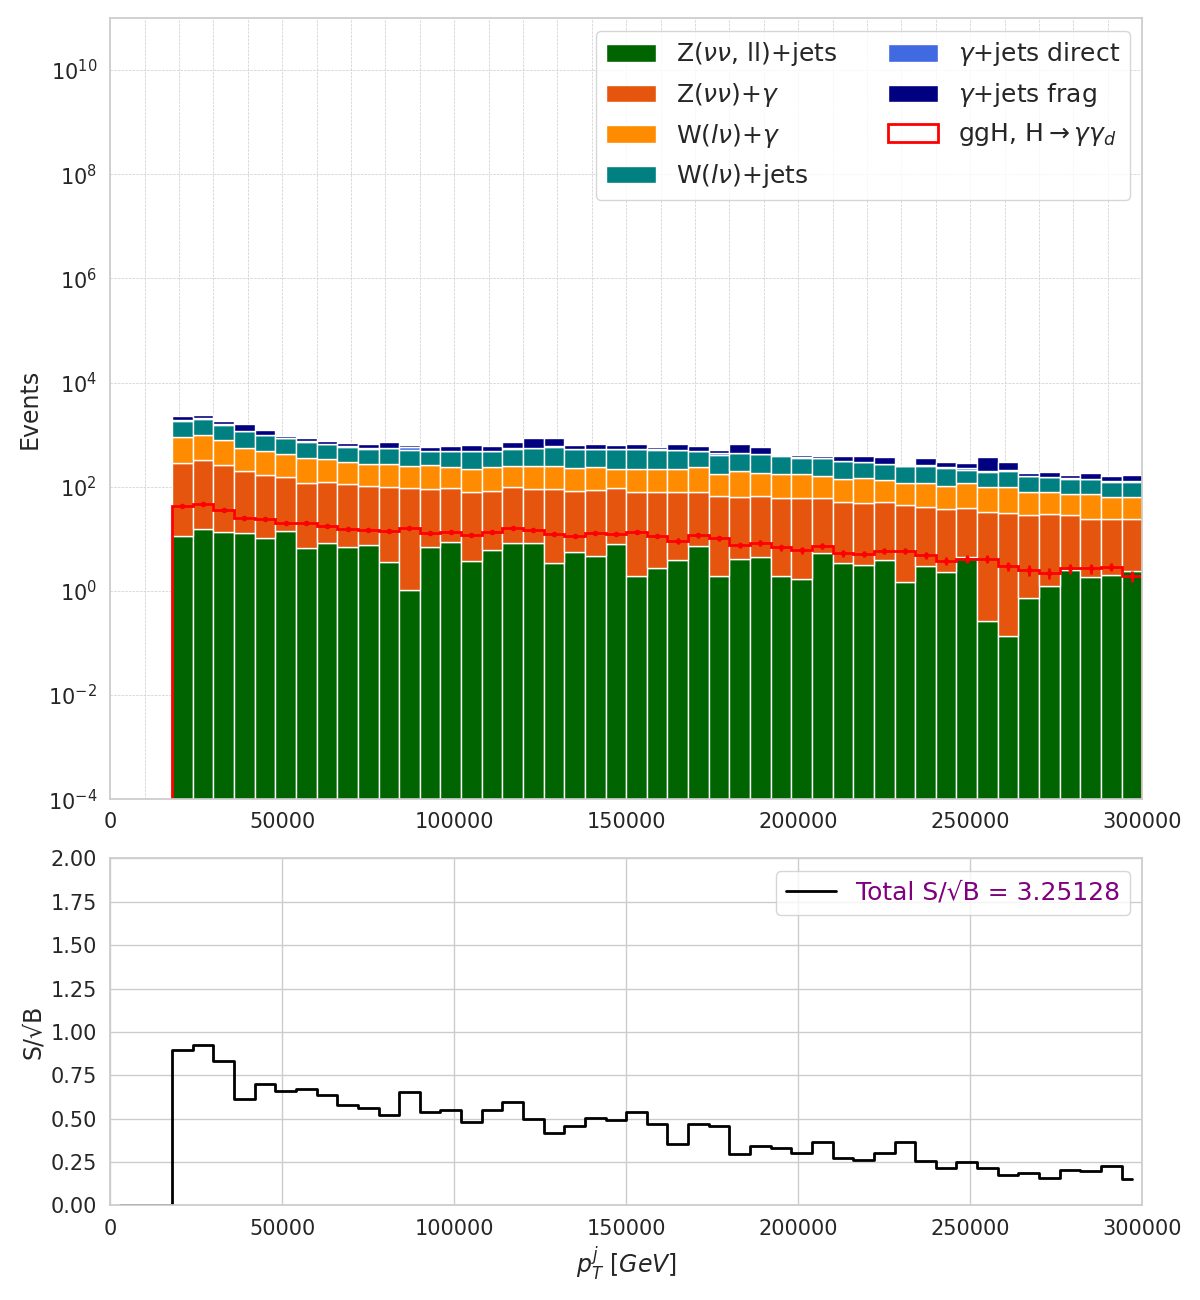 Z(νν, ll)+jets
Z(νν)+γ
W(lν)+γ
W(lν)+jets
γ+jets direct
γ+jets frag
ggH, H→γγ_d
Events
10^10
10^8
10^6
10^4
10^2
10^0
10^−2
10^−4
0 50000 100000 150000 200000 250000 300000
Total S/√B = 3.25128
S/√B
2.00
1.75
1.50
1.25
1.00
0.75
0.50
0.25
0.00
0 50000 100000 150000 200000 250000 300000
p_T^j [GeV]